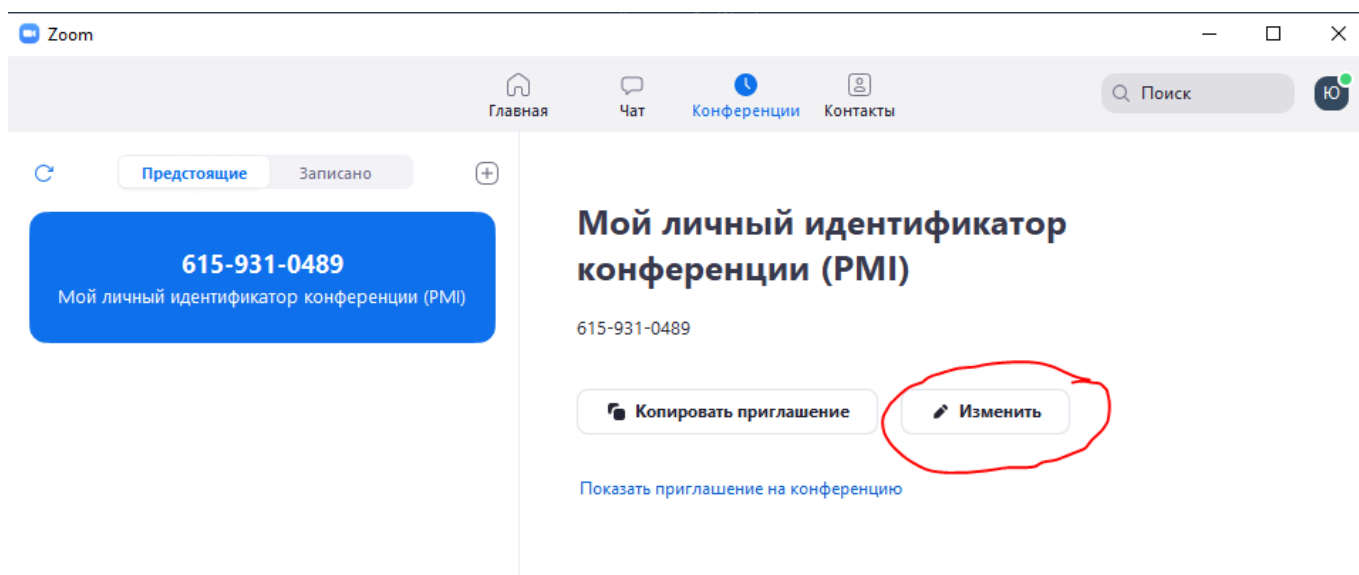 Zoom
Главная
Чат
Конференции
Контакты
Поиск
Ю
Предстоящие
Записано
615-931-0489
Мой личный идентификатор конференции (PMI)
Мой личный идентификатор
конференции (PMI)
615-931-0489
Копировать приглашение
Изменить
Показать приглашение на конференцию